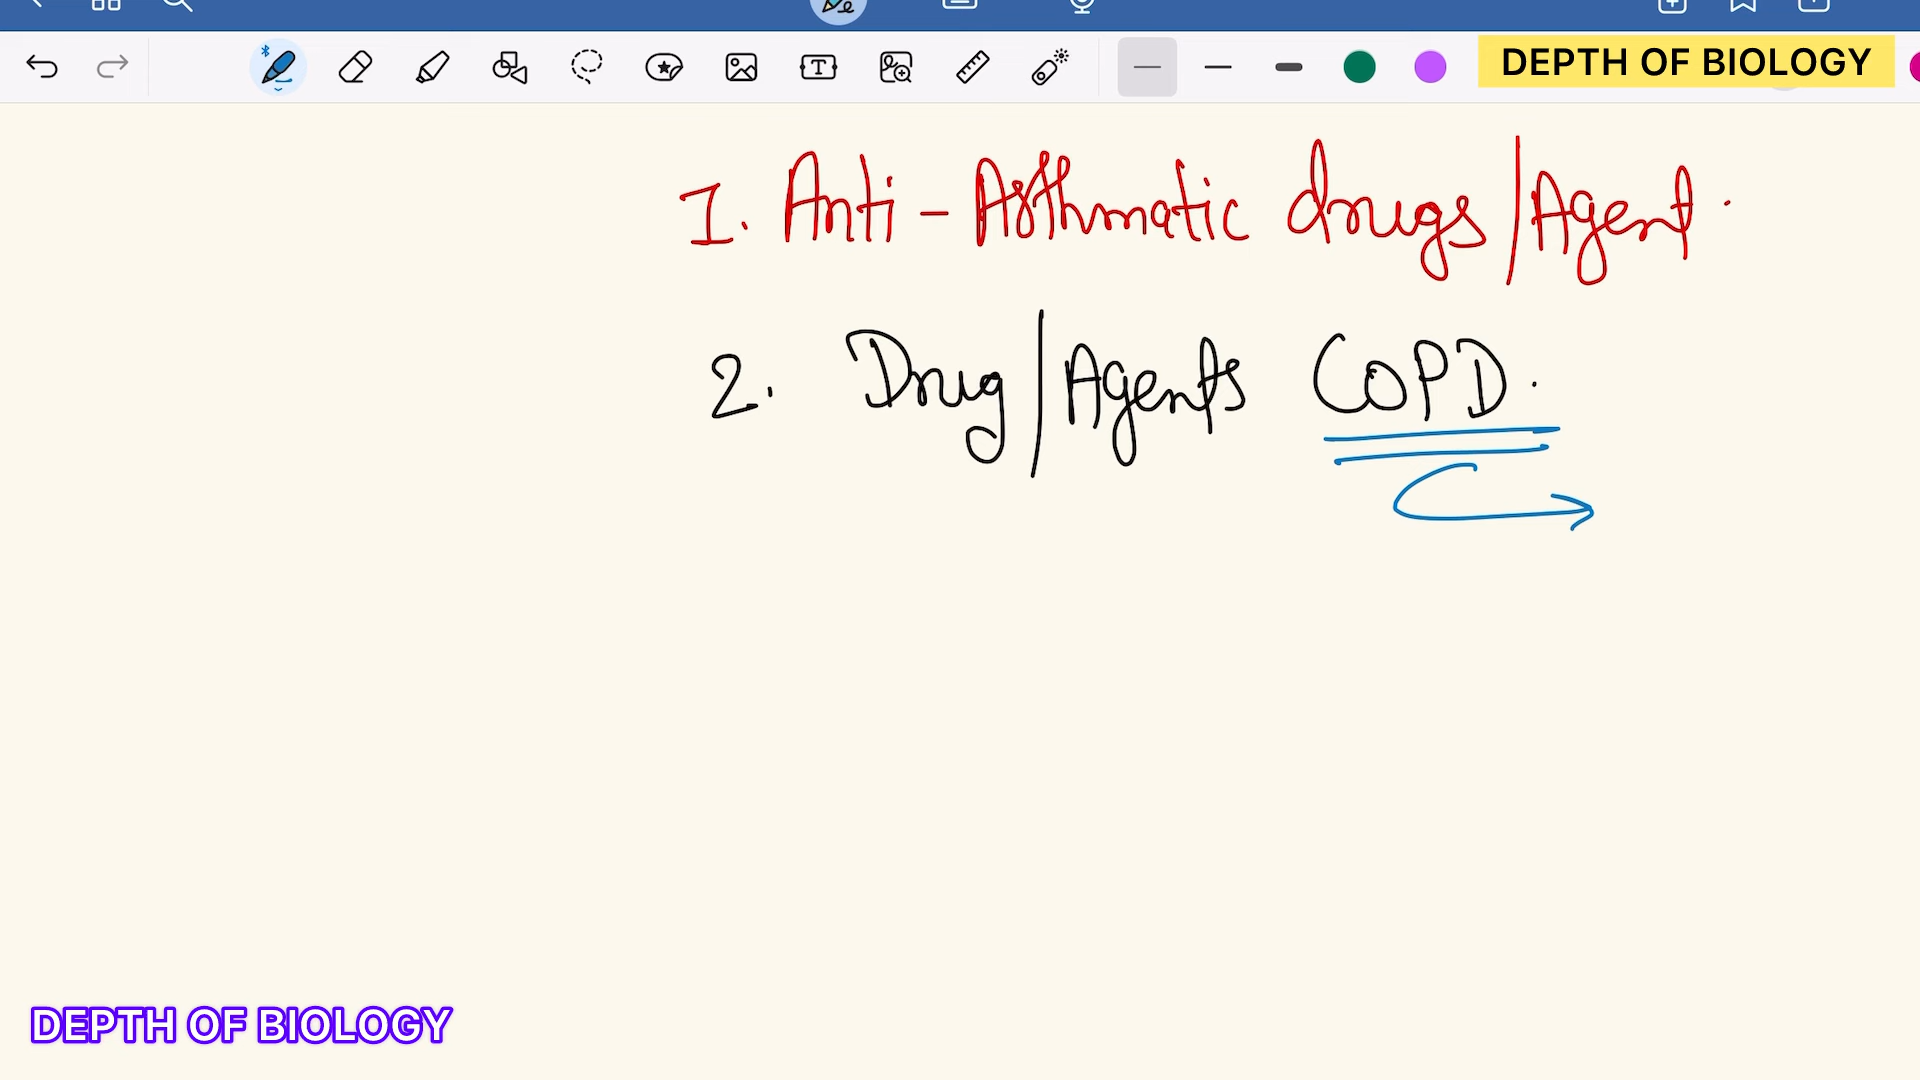 DEPTH OF BIOLOGY
1. Anti-Asthmatic drugs/Agent.
2. Drug/Agents COPD.
DEPTH OF BIOLOGY